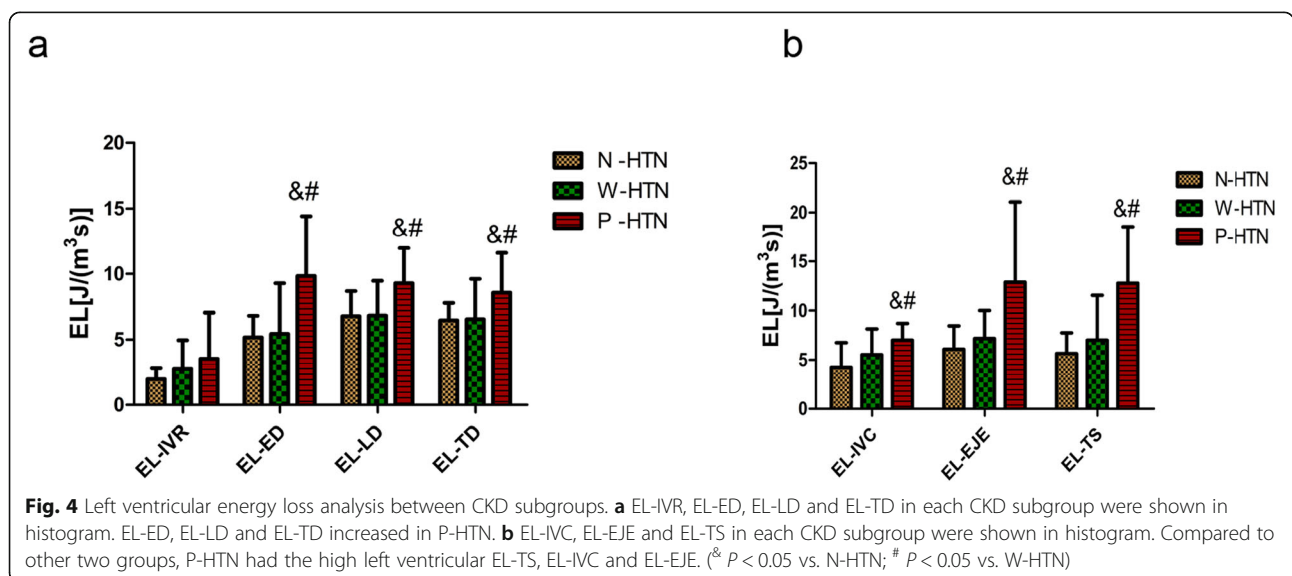 a
20
15
10
5
0
EL[J/(m³s)]
&#
&#
&#
N -HTN
W-HTN
P -HTN
EL-IVR
EL-ED
EL-LD
EL-TD
b
25
20
15
10
5
0
EL[J/(m³s)]
&#
&#
&#
N-HTN
W-HTN
P-HTN
EL-IVC
EL-EJE
EL-TS
Fig. 4 Left ventricular energy loss analysis between CKD subgroups. a EL-IVR, EL-ED, EL-LD and EL-TD in each CKD subgroup were shown in
histogram. EL-ED, EL-LD and EL-TD increased in P-HTN. b EL-IVC, EL-EJE and EL-TS in each CKD subgroup were shown in histogram. Compared to
other two groups, P-HTN had the high left ventricular EL-TS, EL-IVC and EL-EJE. (& P < 0.05 vs. N-HTN; # P < 0.05 vs. W-HTN)